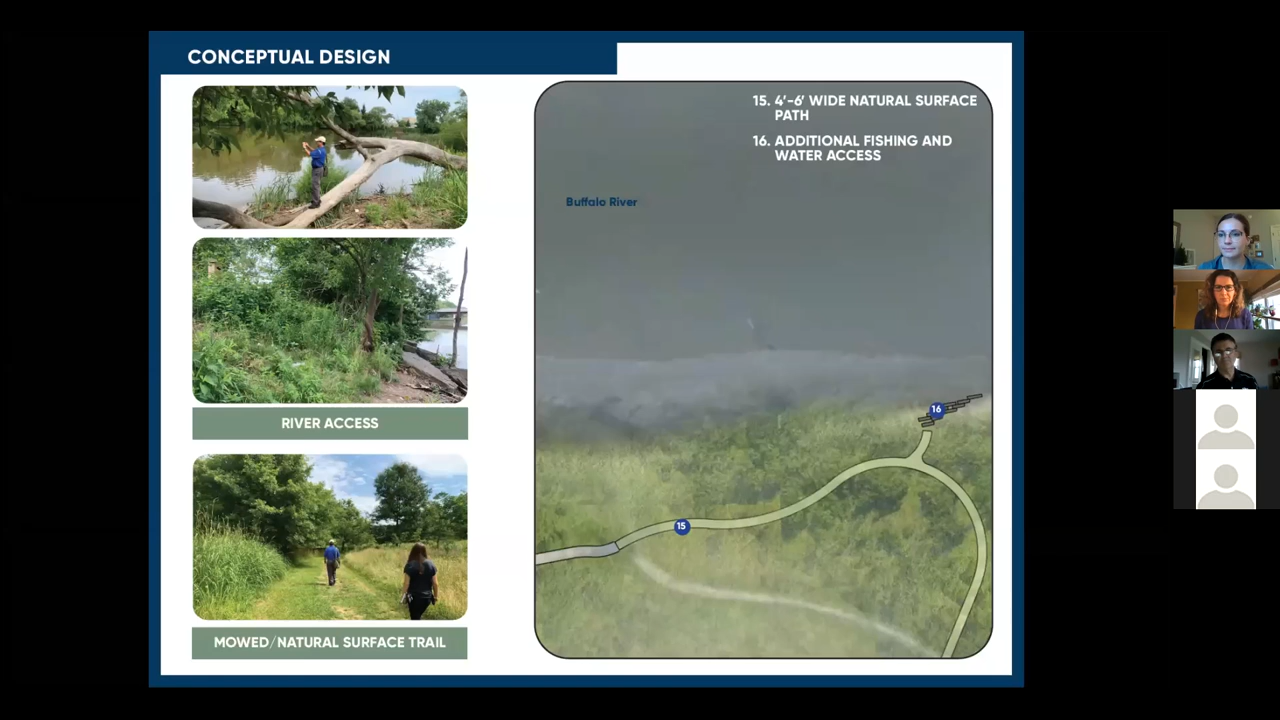 CONCEPTUAL DESIGN
RIVER ACCESS
MOWED/NATURAL SURFACE TRAIL
15. 4'-6' WIDE NATURAL SURFACE
PATH
16. ADDITIONAL FISHING AND
WATER ACCESS
Buffalo River
16
15